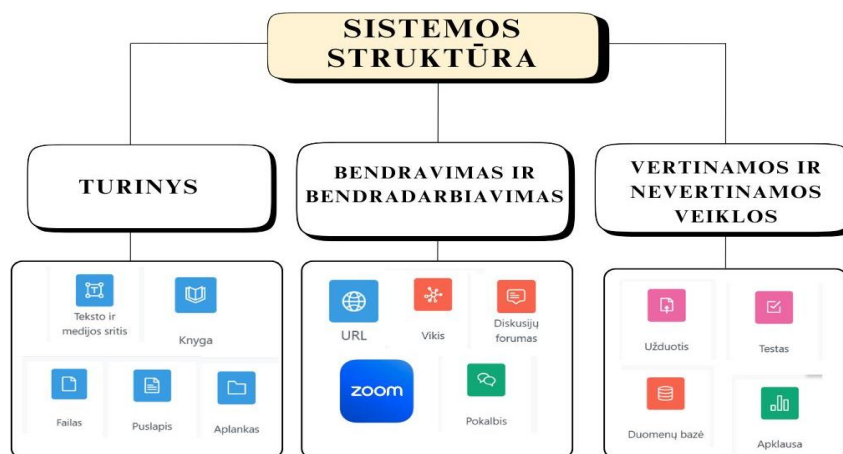 SISTEMOS
STRUKTŪRA
TURINYS
BENDRAVIMAS IR
BENDRADARBIAVIMAS
VERTINAMOS IR
NEVERTINAMOS
VEIKLOS
Teksto ir
medijos sritis
Knyga
Failas
Puslapis
Aplankas
URL
Vikis
Diskusijų
forumas
zoom
Pokalbis
Užduotis
Testas
Duomenų bazė
Apklausa